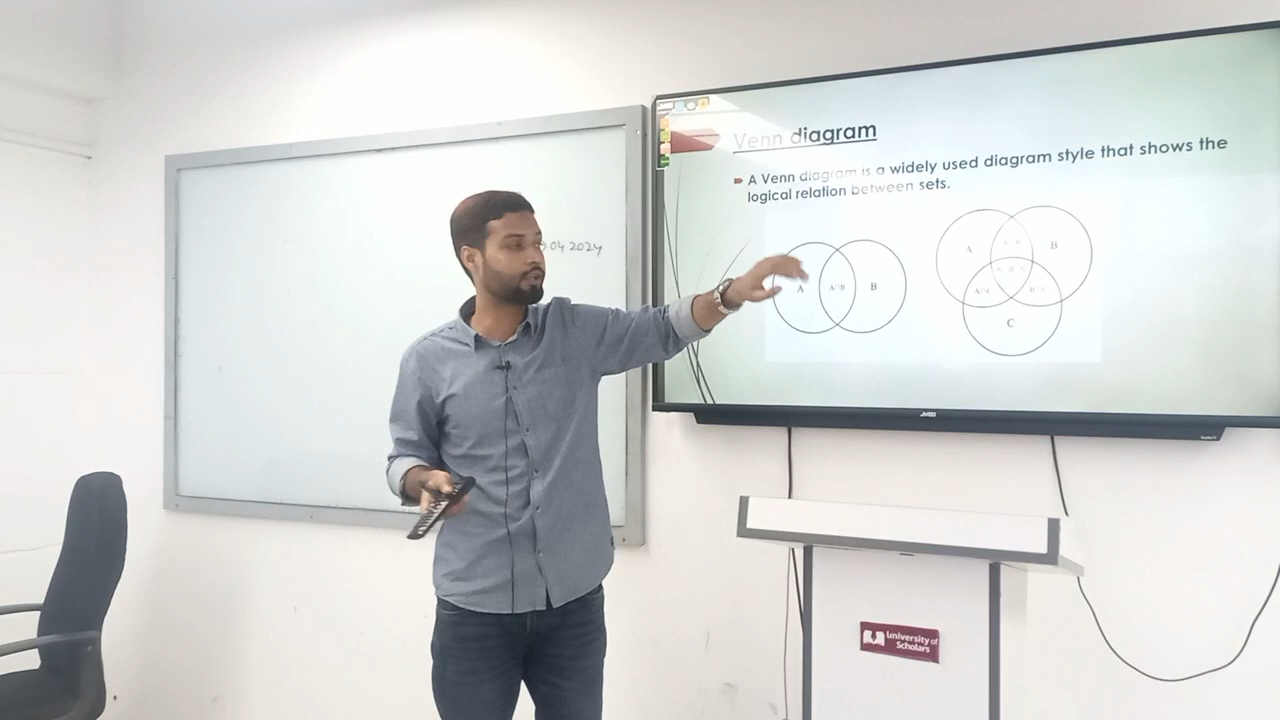 04 2024
Venn diagram
A Venn diagram is a widely used diagram style that shows the
logical relation between sets.
A
A∩B
B
A
A∩B
B
A∩B∩C
A∩C
B∩C
C
University of
Scholars